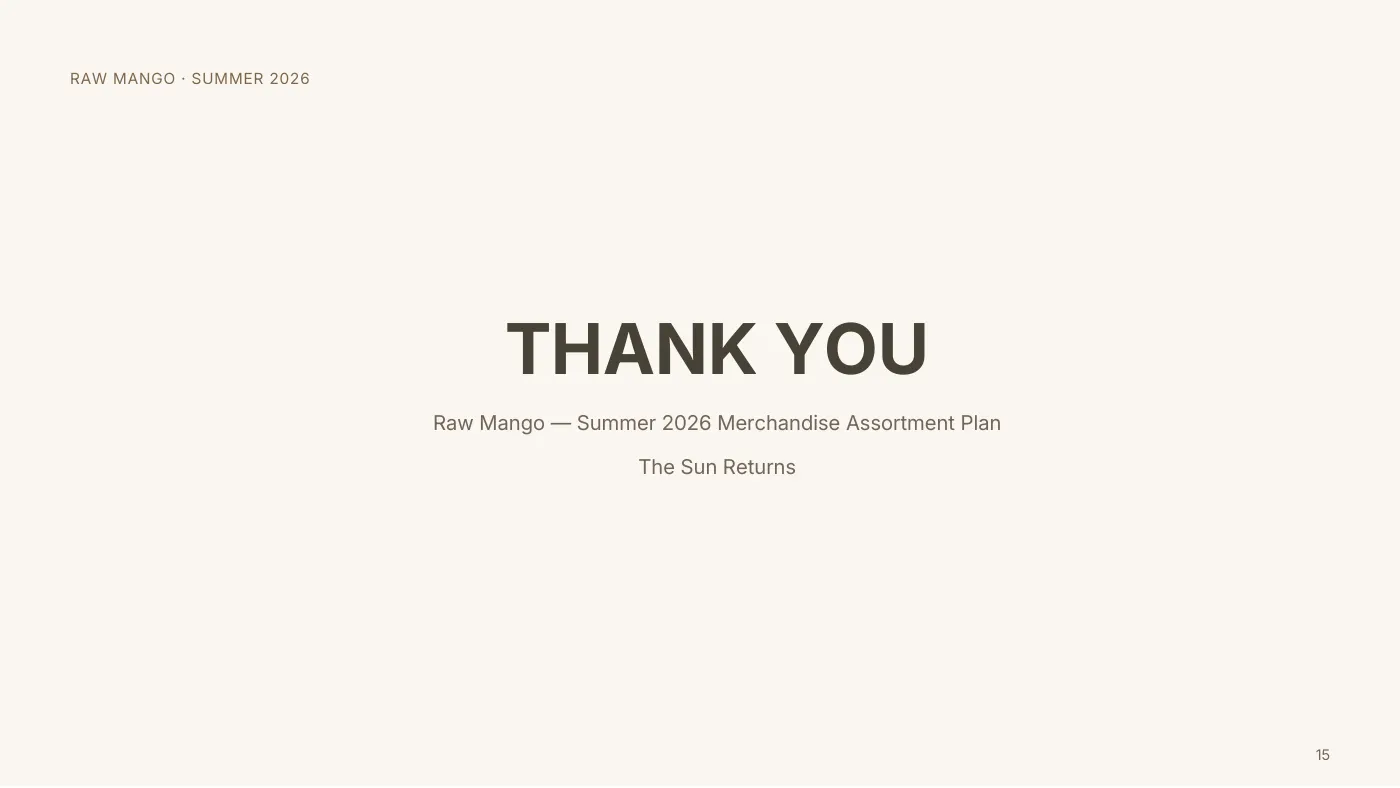 RAW MANGO · SUMMER 2026
THANK YOU
Raw Mango — Summer 2026 Merchandise Assortment Plan
The Sun Returns
15